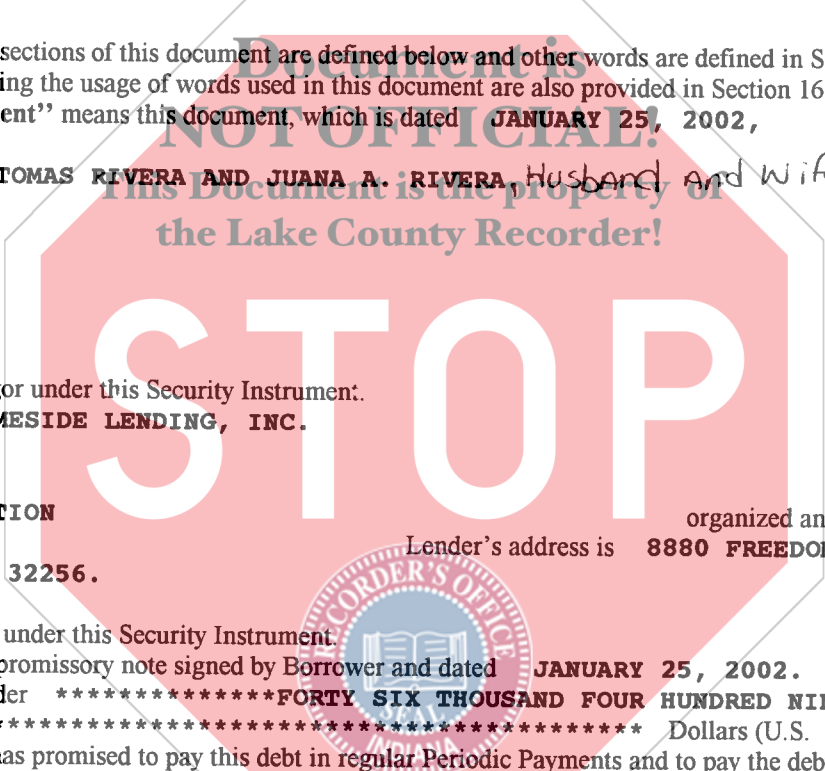 sections of this document are defined below and other words are defined in S
Document is
ing the usage of words used in this document are also provided in Section 16
ent" means this document, which is dated JANUARY 25, 2002,
NOT OFFICIAL!
TOMAS RIVERA AND JUANA A. RIVERA, Husband And Wif
This Document is the property of
the Lake County Recorder!
STOP
or under this Security Instrument.
MESIDE LENDING, INC.
TION
organized an
Lender's address is 8880 FREEDO
32256.
RECORDER'S OFFICE
under this Security Instrument.
promissory note signed by Borrower and dated JANUARY 25, 2002.
der **************FORTY SIX THOUSAND FOUR HUNDRED NI
SEAL
***************************************** Dollars (U.S.
INDIANA
has promised to pay this debt in regular Periodic Payments and to pay the deb